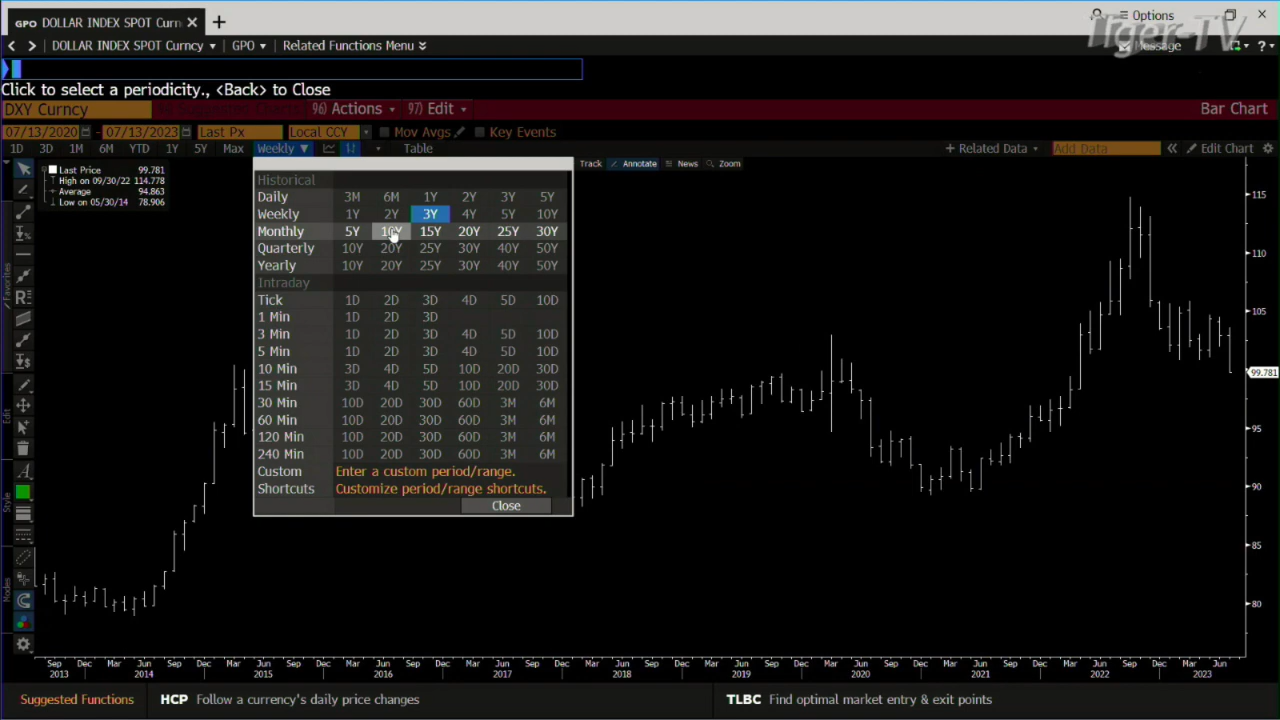 GPO DOLLAR INDEX SPOT Curn ✕ +
Options
DOLLAR INDEX SPOT Curncy GPO Related Functions Menu
Message
Tiger-TV
Click to select a periodicity., <Back> to Close
DXY Curncy 96) Actions 97) Edit Bar Chart
07/13/2020 07/13/2023 Last Px Local CCY Mov Avgs Key Events
1D 3D 1M 6M YTD 1Y 5Y Max Weekly ▼ Table + Related Data Add Data Edit Chart
Track Annotate News Zoom
Last Price 99.781
High on 09/30/22 114.778
Average 94.863
Low on 05/30/14 78.906
Historical
Daily 3M 6M 1Y 2Y 3Y 5Y
Weekly 1Y 2Y 3Y 4Y 5Y 10Y
Monthly 5Y 10Y 15Y 20Y 25Y 30Y
Quarterly 10Y 20Y 25Y 30Y 40Y 50Y
Yearly 10Y 20Y 25Y 30Y 40Y 50Y
Intraday
Tick 1D 2D 3D 4D 5D 10D
1 Min 1D 2D 3D
3 Min 1D 2D 3D 4D 5D 10D
5 Min 1D 2D 3D 4D 5D 10D
10 Min 3D 4D 5D 10D 20D 30D
15 Min 3D 4D 5D 10D 20D 30D
30 Min 10D 20D 30D 60D 3M 6M
60 Min 10D 20D 30D 60D 3M 6M
120 Min 10D 20D 30D 60D 3M 6M
240 Min 10D 20D 30D 60D 3M 6M
Custom Enter a custom period/range.
Shortcuts Customize period/range shortcuts.
Close
Favorites
Edit
Style
Modes
115
110
105
99.781
95
90
85
80
Sep Dec Mar Jun Sep Dec Mar Jun Sep Dec Mar Jun Sep Dec Mar Jun Sep Dec Mar Jun Sep Dec Mar Jun Sep Dec Mar Jun Sep Dec Mar Jun Sep Dec Mar Jun Sep Dec Mar Jun
2013 2014 2015 2016 2017 2018 2019 2020 2021 2022 2023
Suggested Functions HCP Follow a currency's daily price changes TLBC Find optimal market entry & exit points